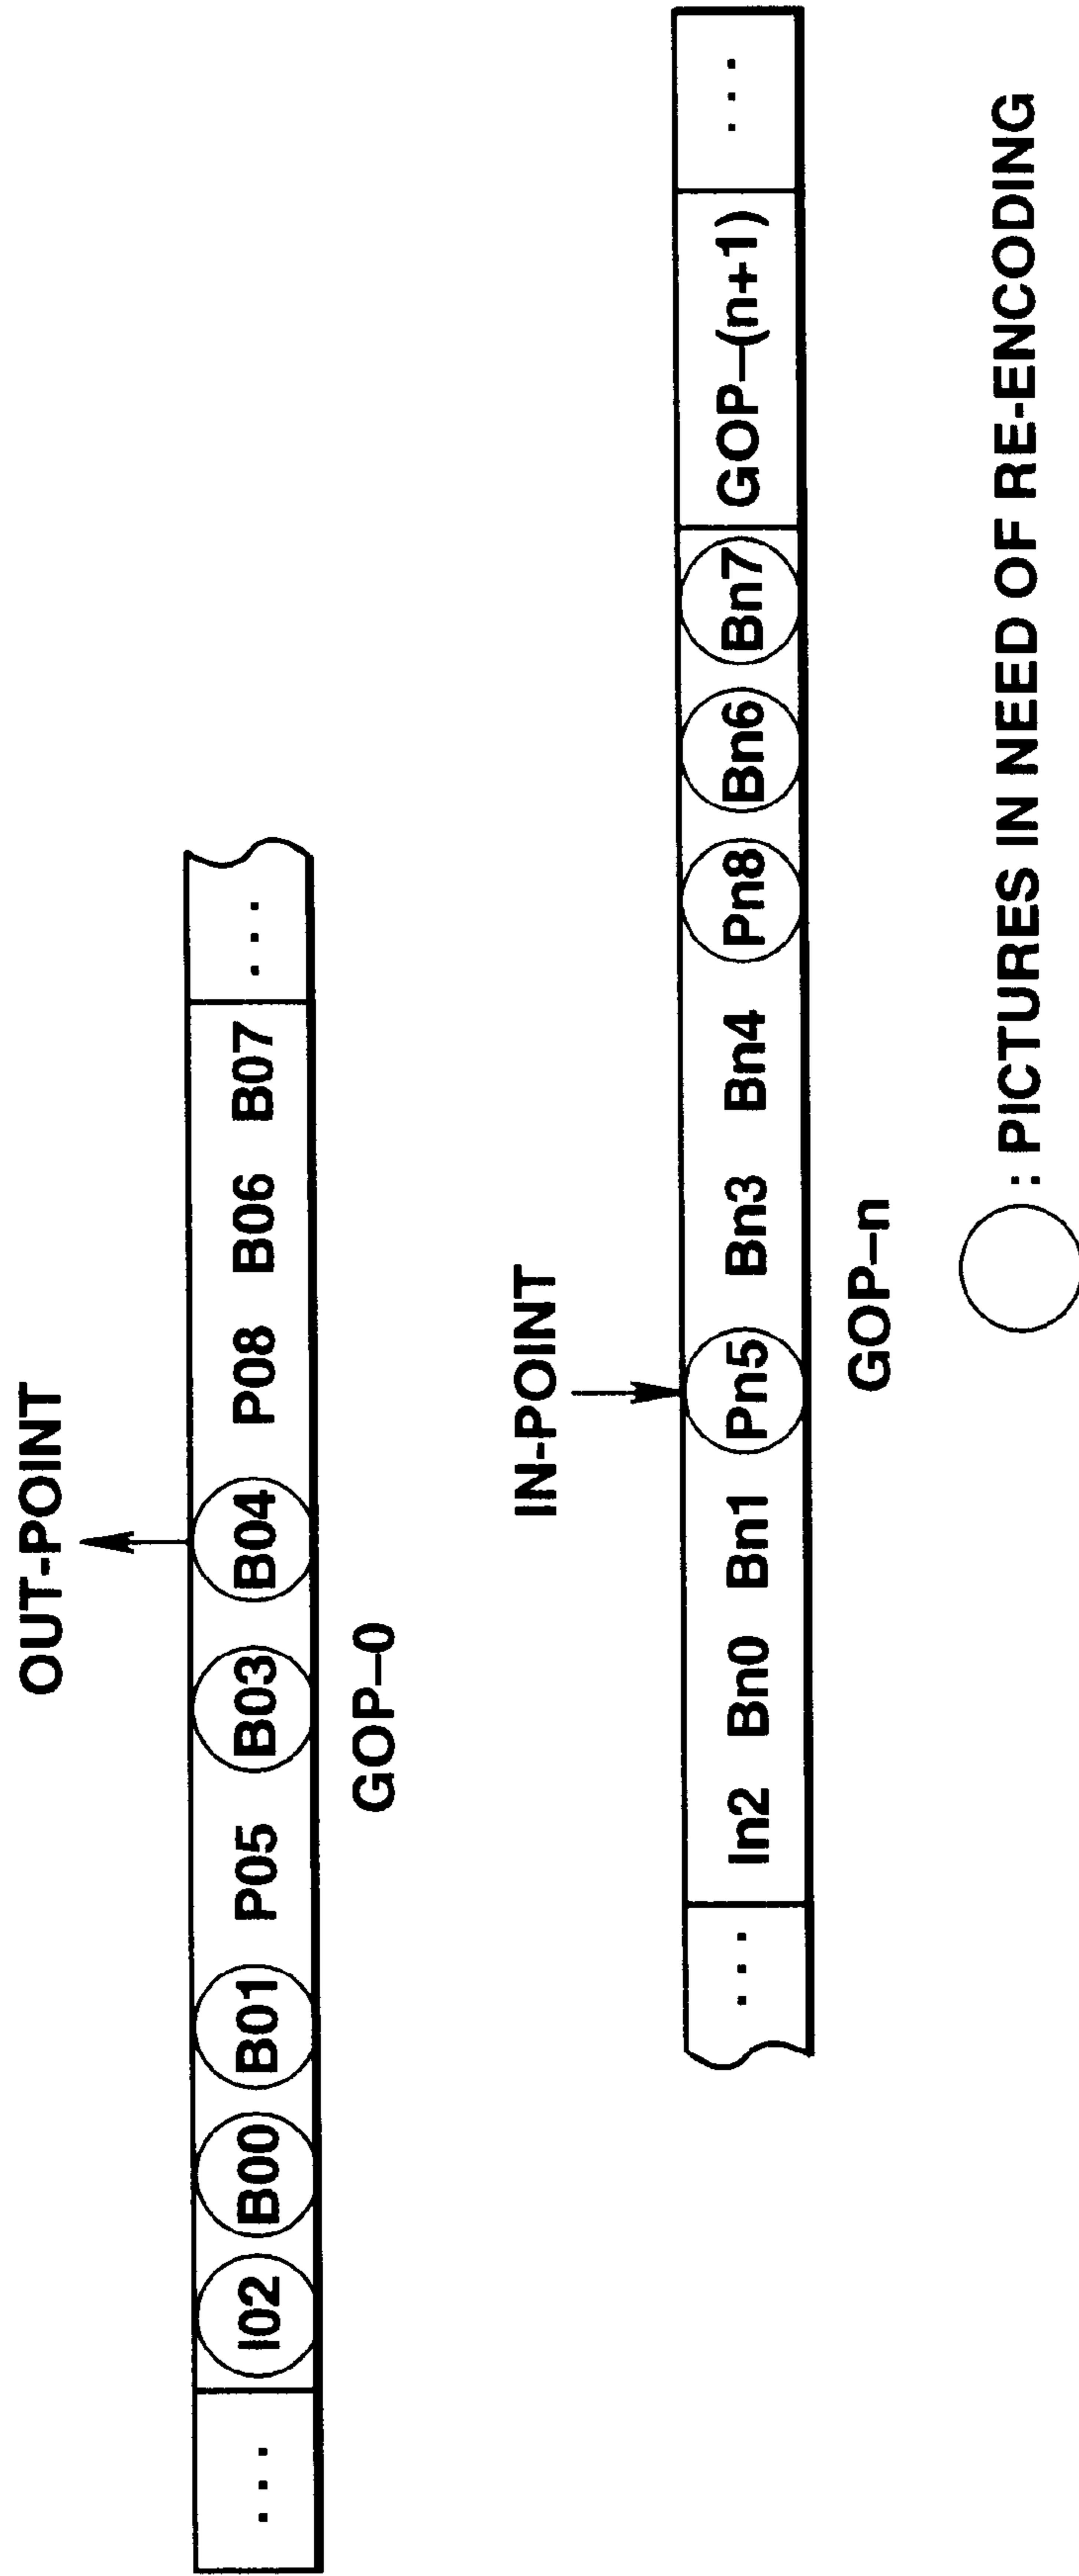 OUT-POINT
... I02 B00 B01 P05 B03 B04 P08 B06 B07 ...
GOP–0
IN-POINT
... In2 Bn0 Bn1 Pn5 Bn3 Bn4 Pn8 Bn6 Bn7 GOP–(n+1) ...
GOP–n
: PICTURES IN NEED OF RE-ENCODING